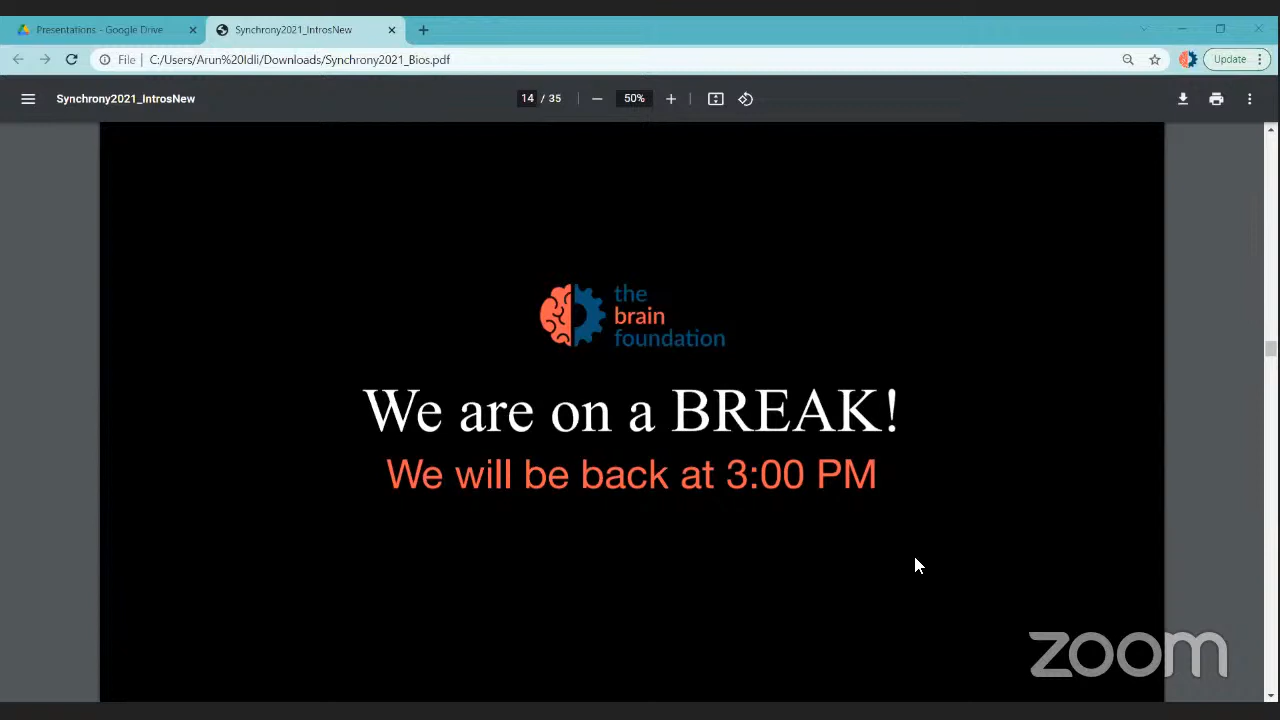 Presentations - Google Drive
Synchrony2021_IntrosNew
File
C:/Users/Arun%20Idli/Downloads/Synchrony2021_Bios.pdf
Update
Synchrony2021_IntrosNew
14 / 35
50%
the
brain
foundation
We are on a BREAK!
We will be back at 3:00 PM
zoom